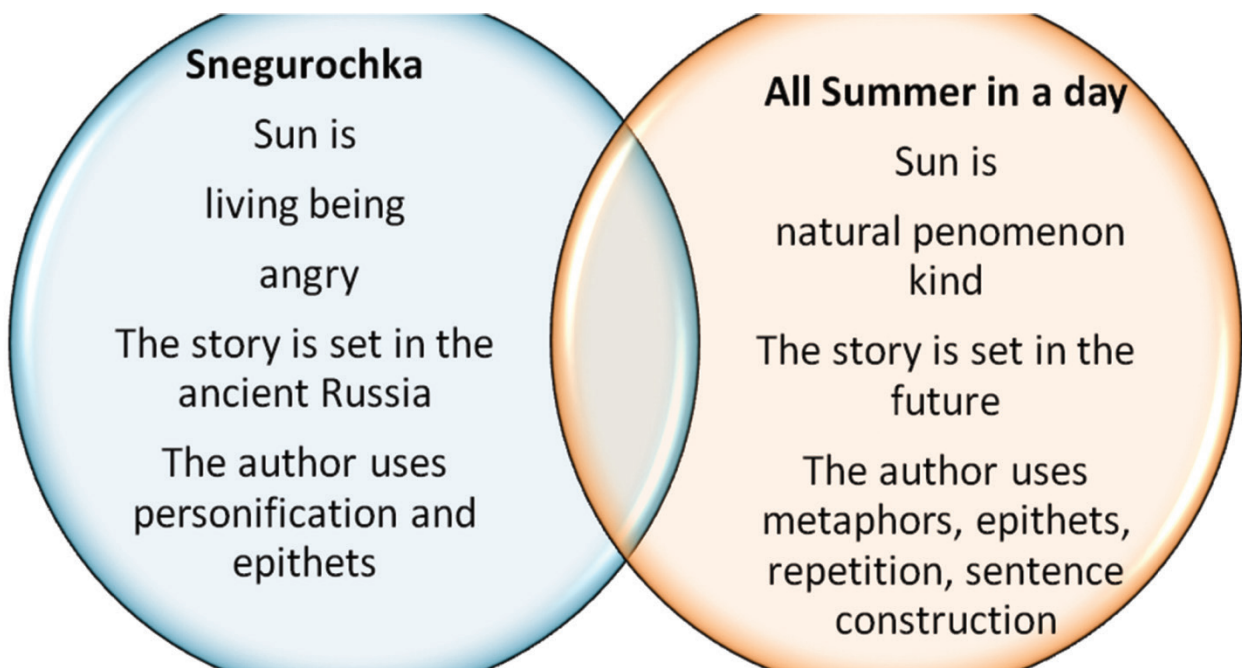 Snegurochka
Sun is
living being
angry
The story is set in the
ancient Russia
The author uses
personification and
epithets
All Summer in a day
Sun is
natural penomenon
kind
The story is set in the
future
The author uses
metaphors, epithets,
repetition, sentence
construction